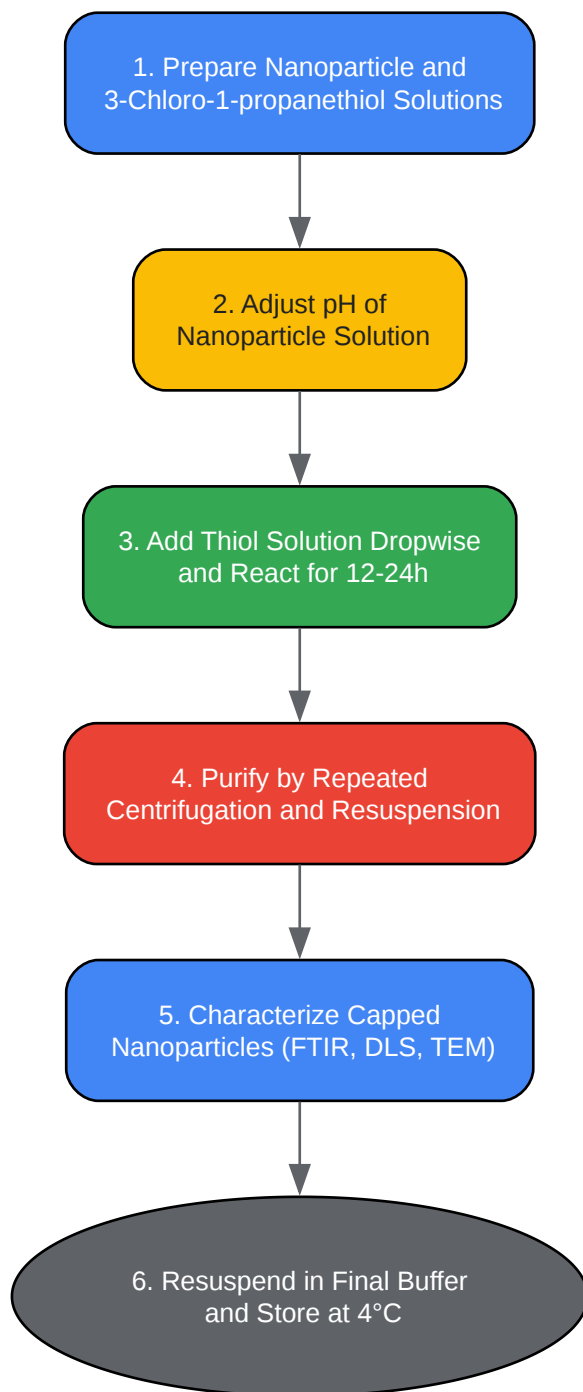 1. Prepare Nanoparticle and
3-Chloro-1-propanethiol Solutions
2. Adjust pH of
Nanoparticle Solution
3. Add Thiol Solution Dropwise
and React for 12-24h
4. Purify by Repeated
Centrifugation and Resuspension
5. Characterize Capped
Nanoparticles (FTIR, DLS, TEM)
6. Resuspend in Final Buffer
and Store at 4°C